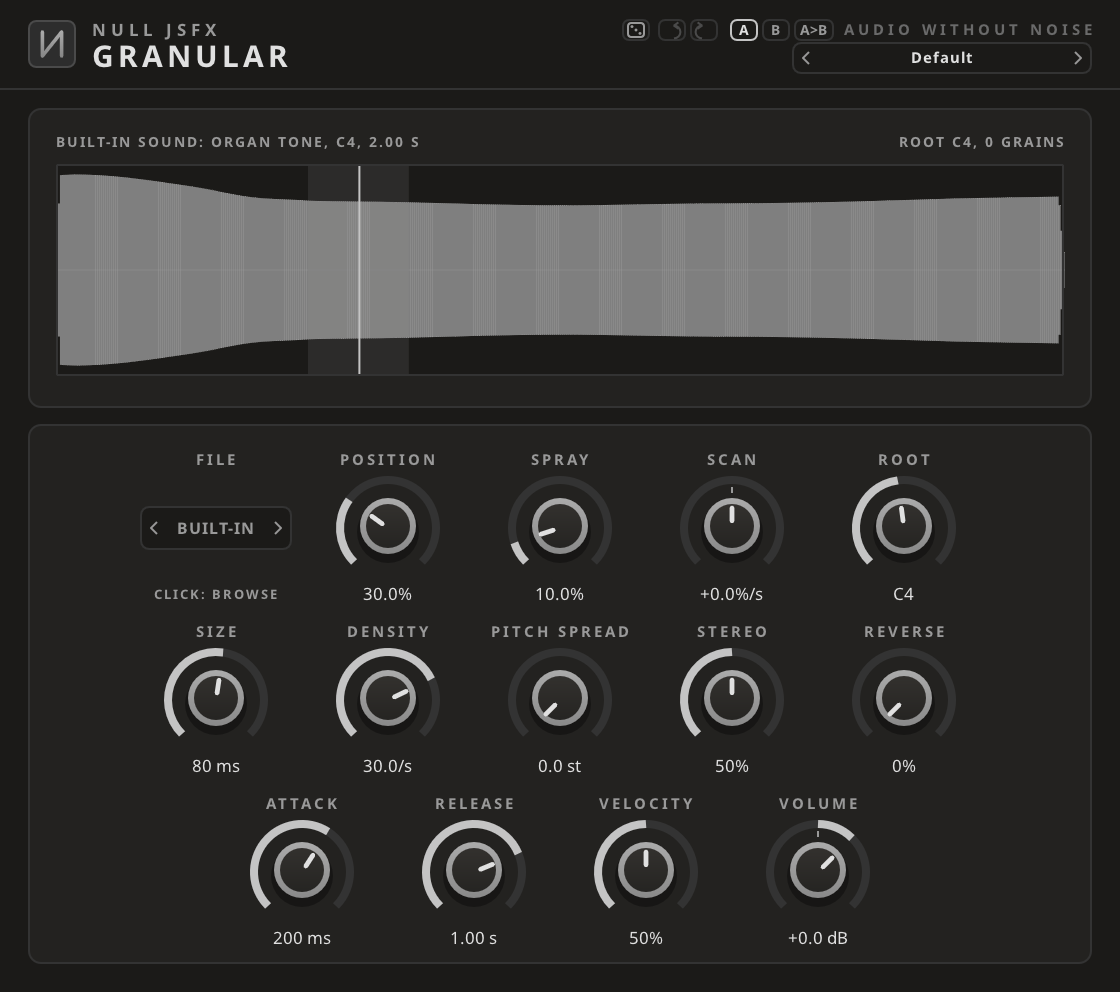 NULL JSFX
GRANULAR
A B A>B AUDIO WITHOUT NOISE
Default
BUILT-IN SOUND: ORGAN TONE, C4, 2.00 S
ROOT C4, 0 GRAINS
FILE POSITION SPRAY SCAN ROOT
BUILT-IN
CLICK: BROWSE 30.0% 10.0% +0.0%/s C4
SIZE DENSITY PITCH SPREAD STEREO REVERSE
80 ms 30.0/s 0.0 st 50% 0%
ATTACK RELEASE VELOCITY VOLUME
200 ms 1.00 s 50% +0.0 dB